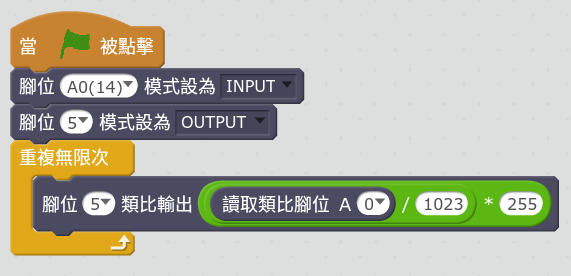 當 被點擊
腳位 A0(14) 模式設為 INPUT
腳位 5 模式設為 OUTPUT
重複無限次
腳位 5 類比輸出 讀取類比腳位 A 0 / 1023 * 255